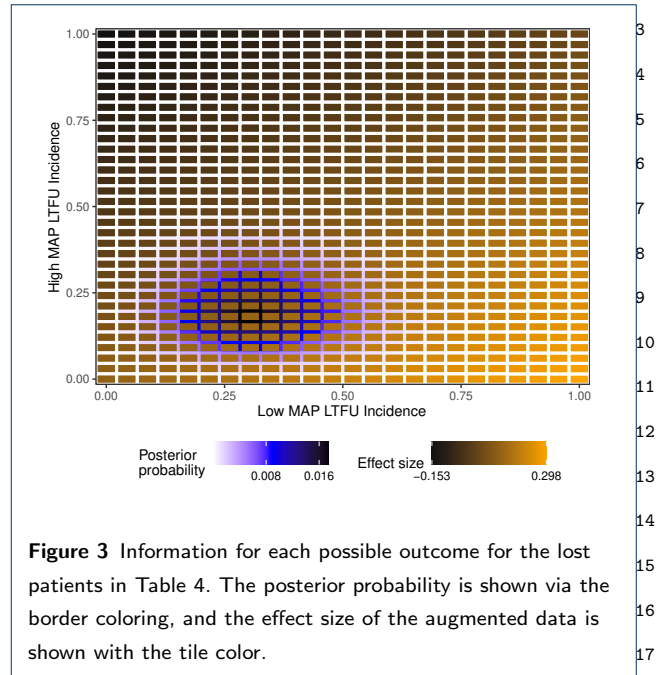 1.00
0.75
0.50
0.25
0.00
High MAP LTFU Incidence
0.00 0.25 0.50 0.75 1.00
Low MAP LTFU Incidence
Posterior
probability
0.008 0.016
Effect size
−0.153 0.298
Figure 3 Information for each possible outcome for the lost
patients in Table 4. The posterior probability is shown via the
border coloring, and the effect size of the augmented data is
shown with the tile color.
3
4
5
6
7
8
9
10
11
12
13
14
15
16
17